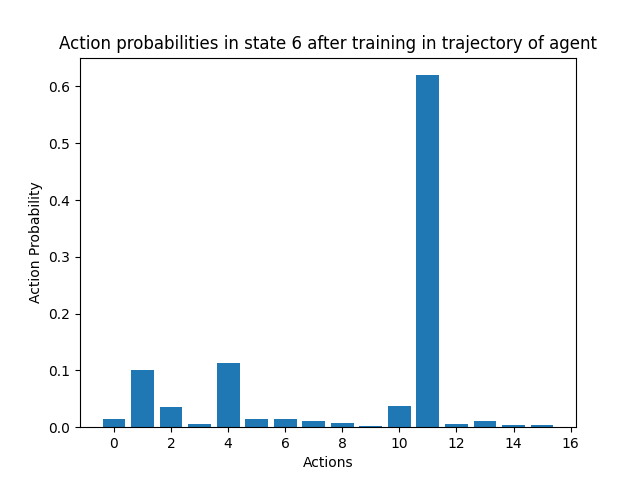 Action probabilities in state 6 after training in trajectory of agent
0.6
0.5
0.4
0.3
0.2
0.1
0.0
Action Probability
0 2 4 6 8 10 12 14 16
Actions